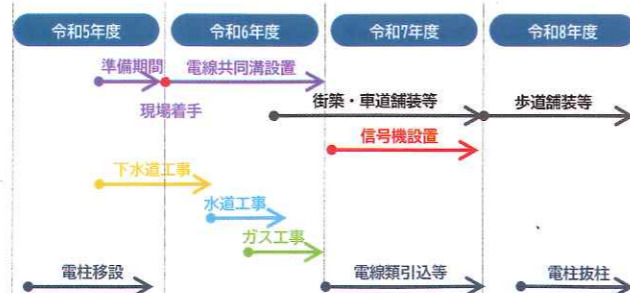 令和5年度 令和6年度 令和7年度 令和8年度
準備期間 電線共同溝設置
現場着手
街築・車道舗装等 歩道舗装等
信号機設置
下水道工事
水道工事
ガス工事
電柱移設 電線類引込等 電柱抜柱